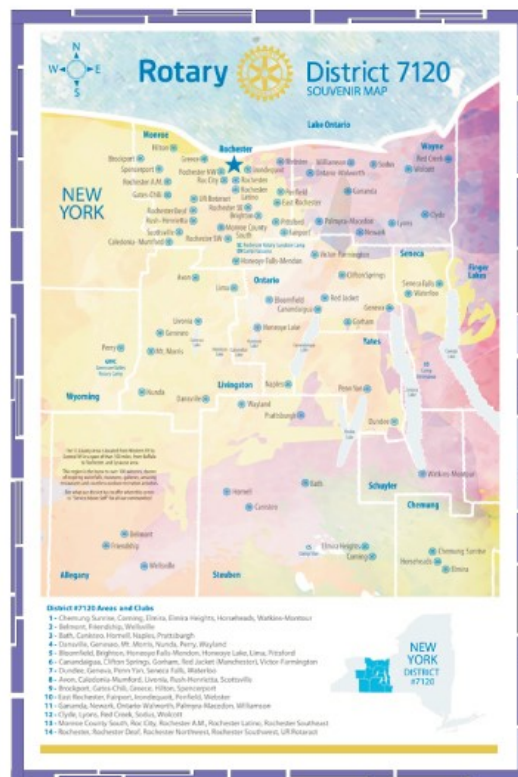 N
W E
S
Rotary District 7120
SOUVENIR MAP
Lake Ontario
Monroe
Rochester
Wayne
Hilton
Brockport
Greece
Webster
Williamson
Sodus
Red Creek
Spencerport
Rochester NW
Irondequoit
Ontario-Walworth
Wolcott
Rochester A.M.
Roc City
Rochester
Gates-Chili
Rochester
Latino
Penfield
Gananda
NEW
YORK
UR Rotaract
East Rochester
Rochester Deaf
Rochester SE
Brighton
Clyde
Rush-Henrietta
Pittsford
Palmyra-Macedon
Lyons
Scottsville
Monroe County
South
Fairport
Newark
Caledonia-Mumford
Rochester SW
Honeoye Falls-Mendon
Victor Farmington
Seneca
Finger
Lakes
Avon
Lima
Ontario
Clifton Springs
Seneca Falls
Waterloo
Bloomfield
Red Jacket
Canandaigua
Geneva
Livonia
Gorham
Geneseo
Honeoye Lake
Yates
Perry
Mt. Morris
Wyoming
Livingston
Naples
Penn Yan
Nunda
Dansville
Wayland
Prattsburgh
Dundee
Watkins-Montour
Schuyler
Bath
Hornell
Canisteo
Chemung
Belmont
Friendship
Elmira Heights
Corning
Chemung Sunrise
Horseheads
Elmira
Wellsville
Allegany
Steuben
District #7120 Areas and Clubs
1 - Chemung Sunrise, Corning, Elmira, Elmira Heights, Horseheads, Watkins-Montour
2 - Belmont, Friendship, Wellsville
3 - Bath, Canisteo, Hornell, Naples, Prattsburgh
4 - Dansville, Geneseo, Mt. Morris, Nunda, Perry, Wayland
5 - Bloomfield, Brighton, Honeoye Falls-Mendon, Honeoye Lake, Lima, Pittsford
6 - Canandaigua, Clifton Springs, Gorham, Red Jacket (Manchester), Victor Farmington
7 - Dundee, Geneva, Penn Yan, Seneca Falls, Waterloo
8 - Avon, Caledonia-Mumford, Livonia, Rush-Henrietta, Scottsville
9 - Brockport, Gates-Chili, Greece, Hilton, Spencerport
10 - East Rochester, Fairport, Irondequoit, Penfield, Webster
11 - Gananda, Newark, Ontario-Walworth, Palmyra-Macedon, Williamson
12 - Clyde, Lyons, Red Creek, Sodus, Wolcott
13 - Monroe County South, Roc City, Rochester A.M., Rochester Latino, Rochester Southeast
14 - Rochester, Rochester Deaf, Rochester Northwest, Rochester Southwest, UR Rotaract
NEW
YORK
DISTRICT
#7120